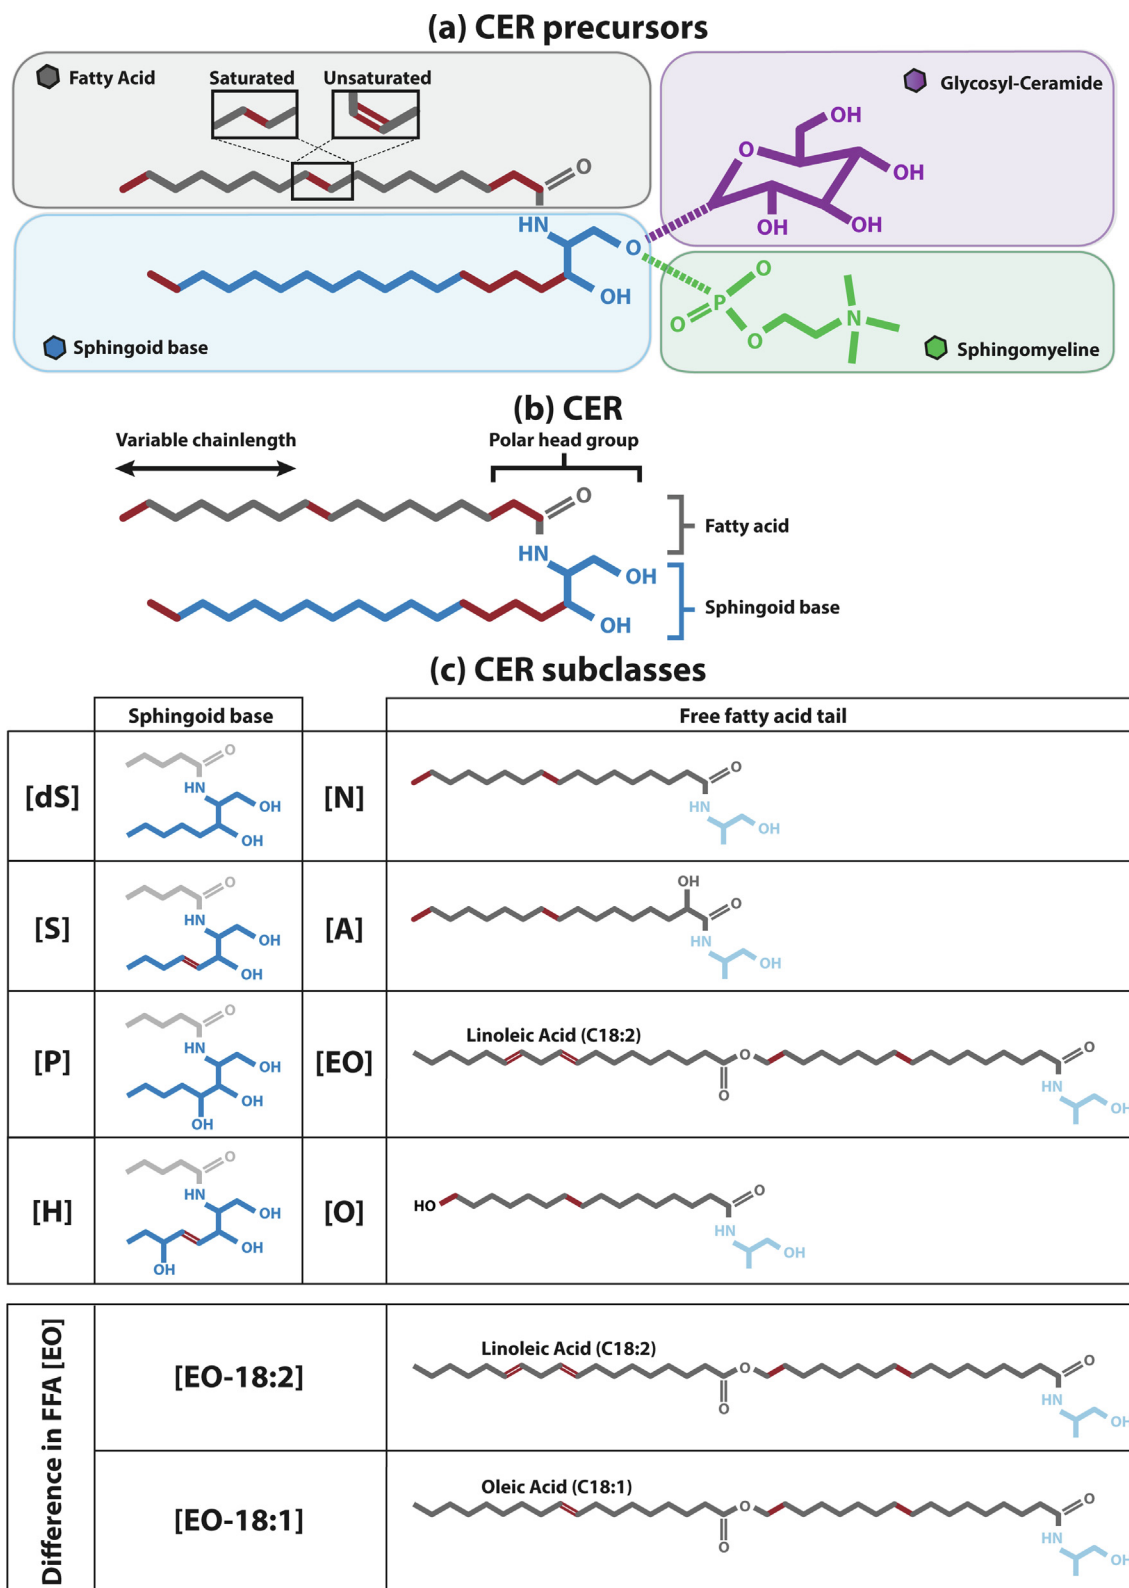 (a) CER precursors
Fatty Acid
Saturated
Unsaturated
Glycosyl-Ceramide
O
OH
O
OH
OH
OH
HN
O
OH
O
P
O
O
N
Sphingoid base
Sphingomyeline
(b) CER
Variable chainlength
Polar head group
O
Fatty acid
HN
OH
Sphingoid base
OH
(c) CER subclasses
Sphingoid base
Free fatty acid tail
[dS]
O
HN
OH
OH
[N]
O
HN
OH
[S]
O
HN
OH
OH
[A]
OH
O
HN
OH
[P]
O
HN
OH
OH
OH
[EO]
Linoleic Acid (C18:2)
O
O
O
HN
OH
[H]
O
HN
OH
OH
OH
[O]
HO
O
HN
OH
Difference in FFA [EO]
[EO-18:2]
Linoleic Acid (C18:2)
O
O
O
HN
OH
[EO-18:1]
Oleic Acid (C18:1)
O
O
O
HN
OH